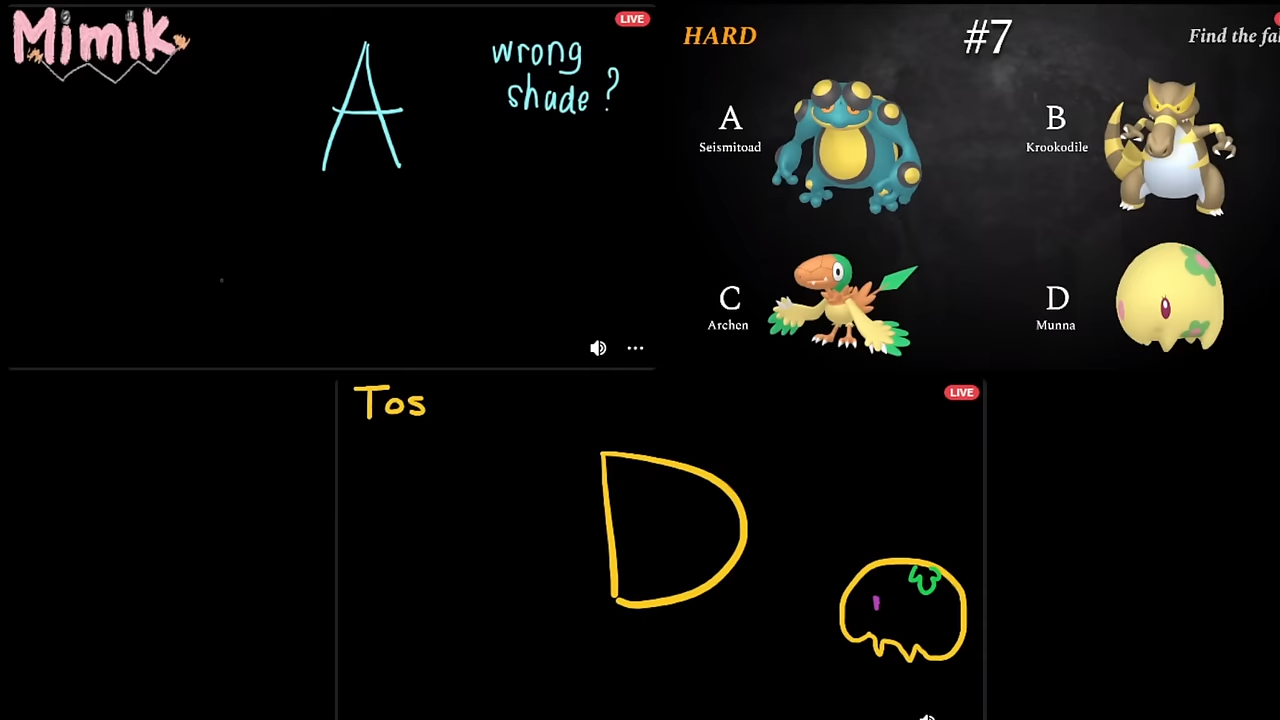 Mimik
LIVE
A
wrong
shade ?
HARD
#7
Find the fa
A
Seismitoad
B
Krookodile
C
Archen
D
Munna
Tos
LIVE
D